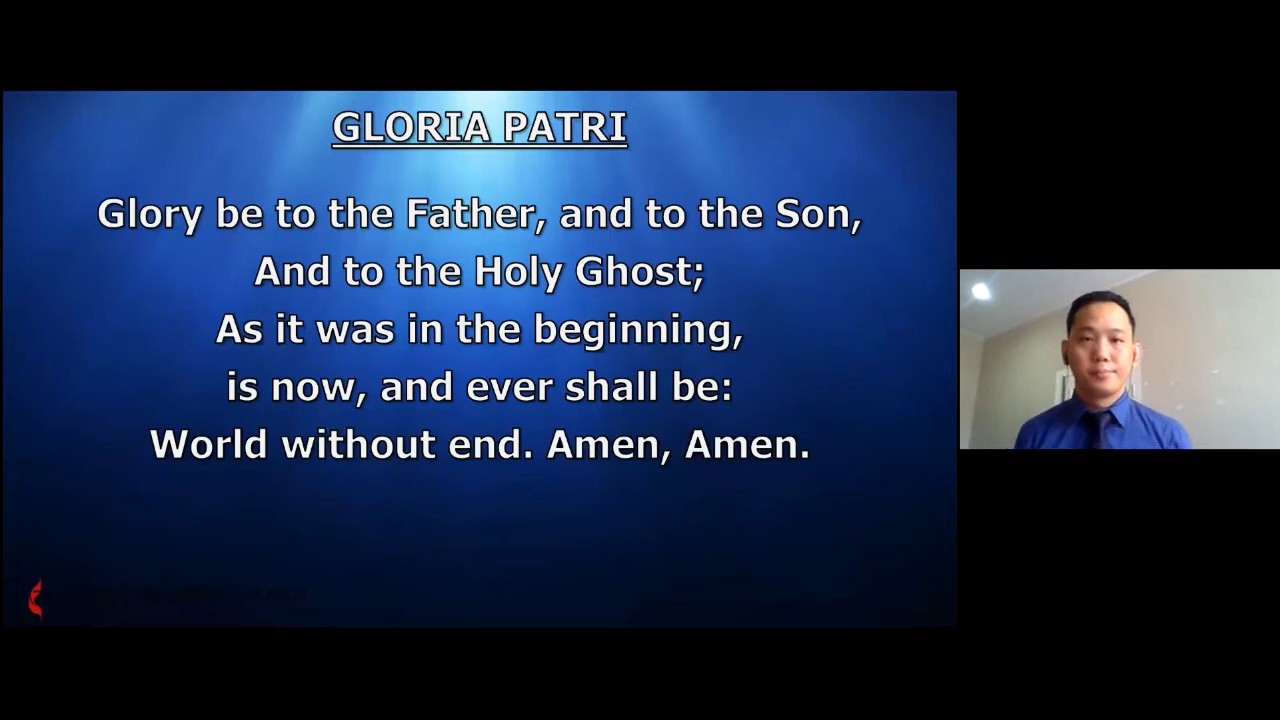 GLORIA PATRI
Glory be to the Father, and to the Son,
And to the Holy Ghost;
As it was in the beginning,
is now, and ever shall be:
World without end. Amen, Amen.